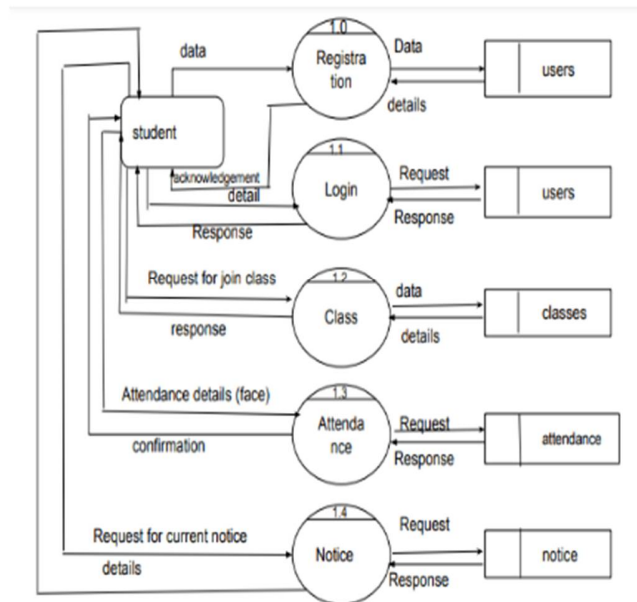 1.0
data
Registra
tion
Data
details
users
student
1.1
acknowledgement
detail
Login
Request
Response
users
Response
1.2
Request for join class
Class
data
details
classes
response
1.3
Attendance details (face)
Attenda
nce
Request
Response
attendance
confirmation
1.4
Request for current notice
details
Notice
Request
Response
notice